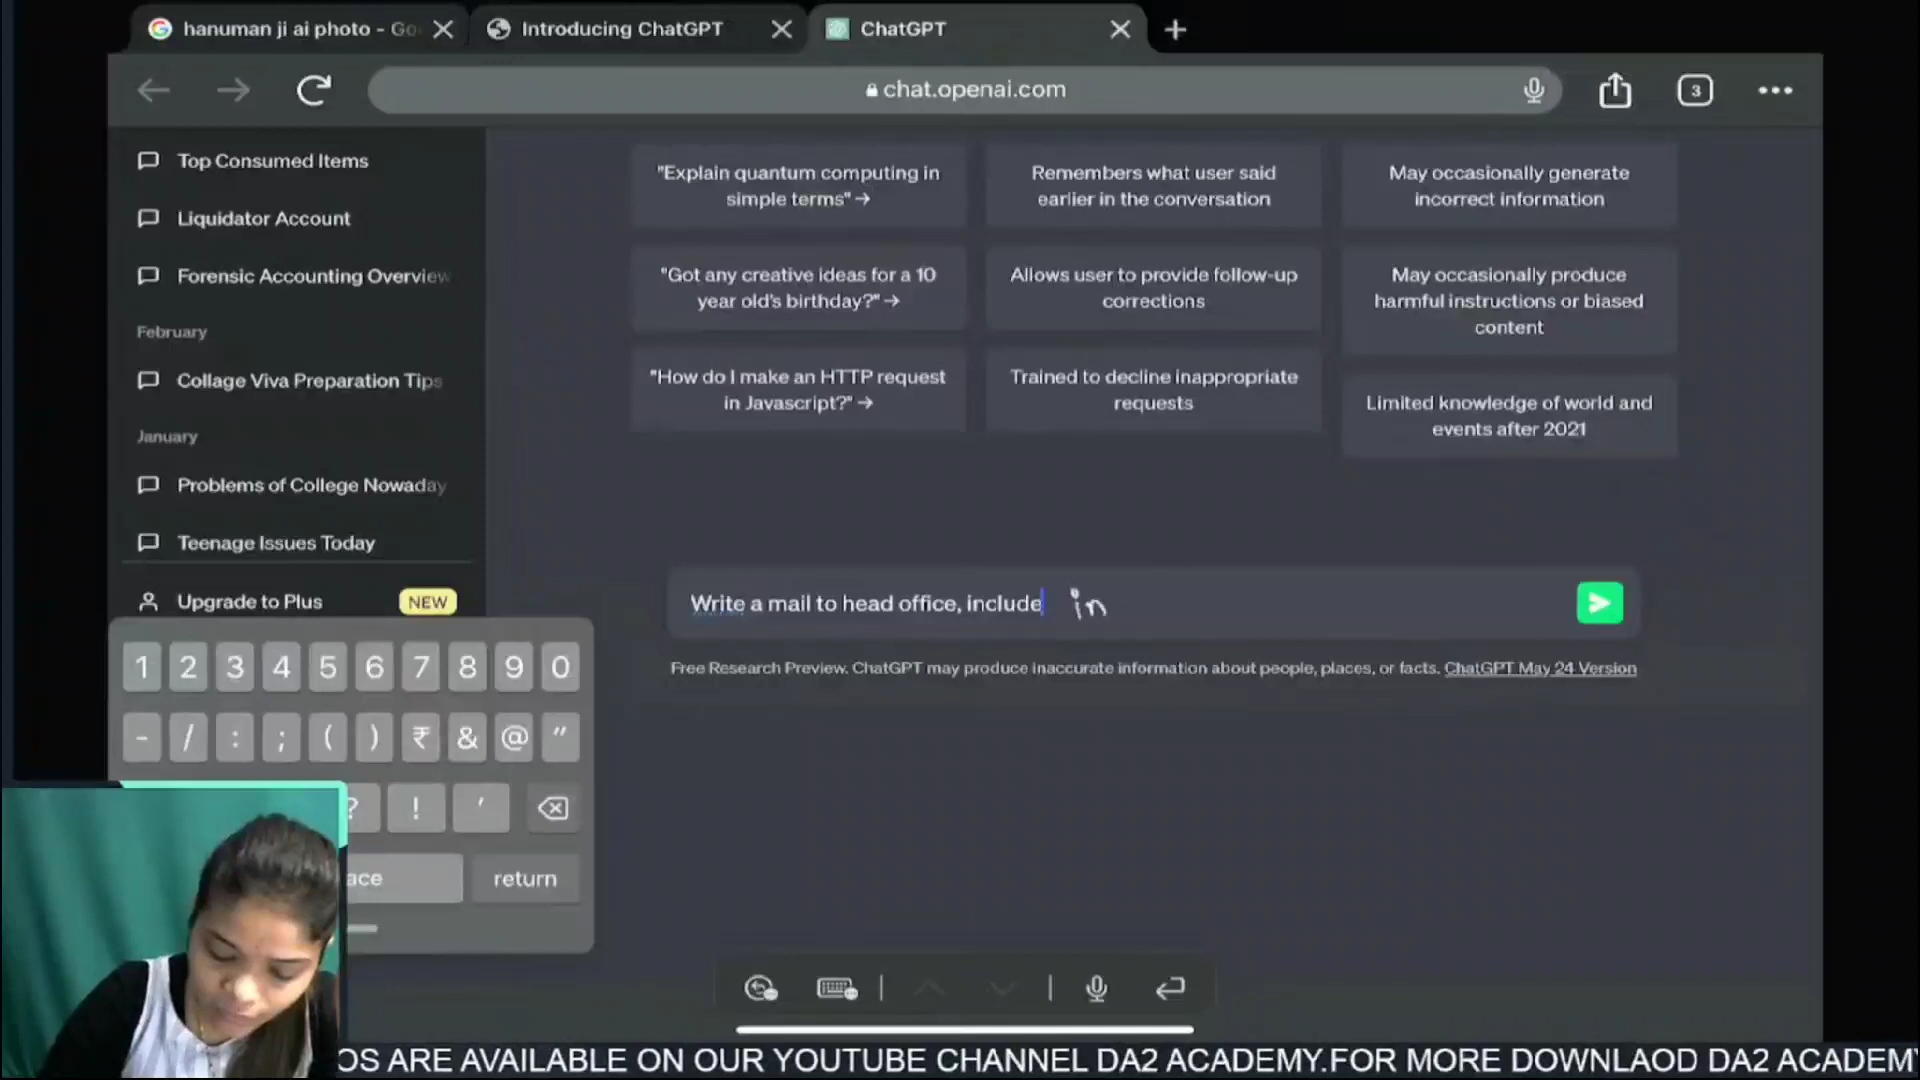 hanuman ji ai photo - Go
Introducing ChatGPT
ChatGPT
chat.openai.com
3
Top Consumed Items
Liquidator Account
Forensic Accounting Overview
February
Collage Viva Preparation Tips
January
Problems of College Nowaday
Teenage Issues Today
Upgrade to Plus
NEW
"Explain quantum computing in
simple terms" →
"Got any creative ideas for a 10
year old's birthday?" →
"How do I make an HTTP request
in Javascript?" →
Remembers what user said
earlier in the conversation
Allows user to provide follow-up
corrections
Trained to decline inappropriate
requests
May occasionally generate
incorrect information
May occasionally produce
harmful instructions or biased
content
Limited knowledge of world and
events after 2021
Write a mail to head office, include in
Free Research Preview. ChatGPT may produce inaccurate information about people, places, or facts. ChatGPT May 24 Version
1 2 3 4 5 6 7 8 9 0
- / : ; ( ) ₹ & @ "
? ! '
ace return
OS ARE AVAILABLE ON OUR YOUTUBE CHANNEL DA2 ACADEMY.FOR MORE DOWNLAOD DA2 ACADEMY